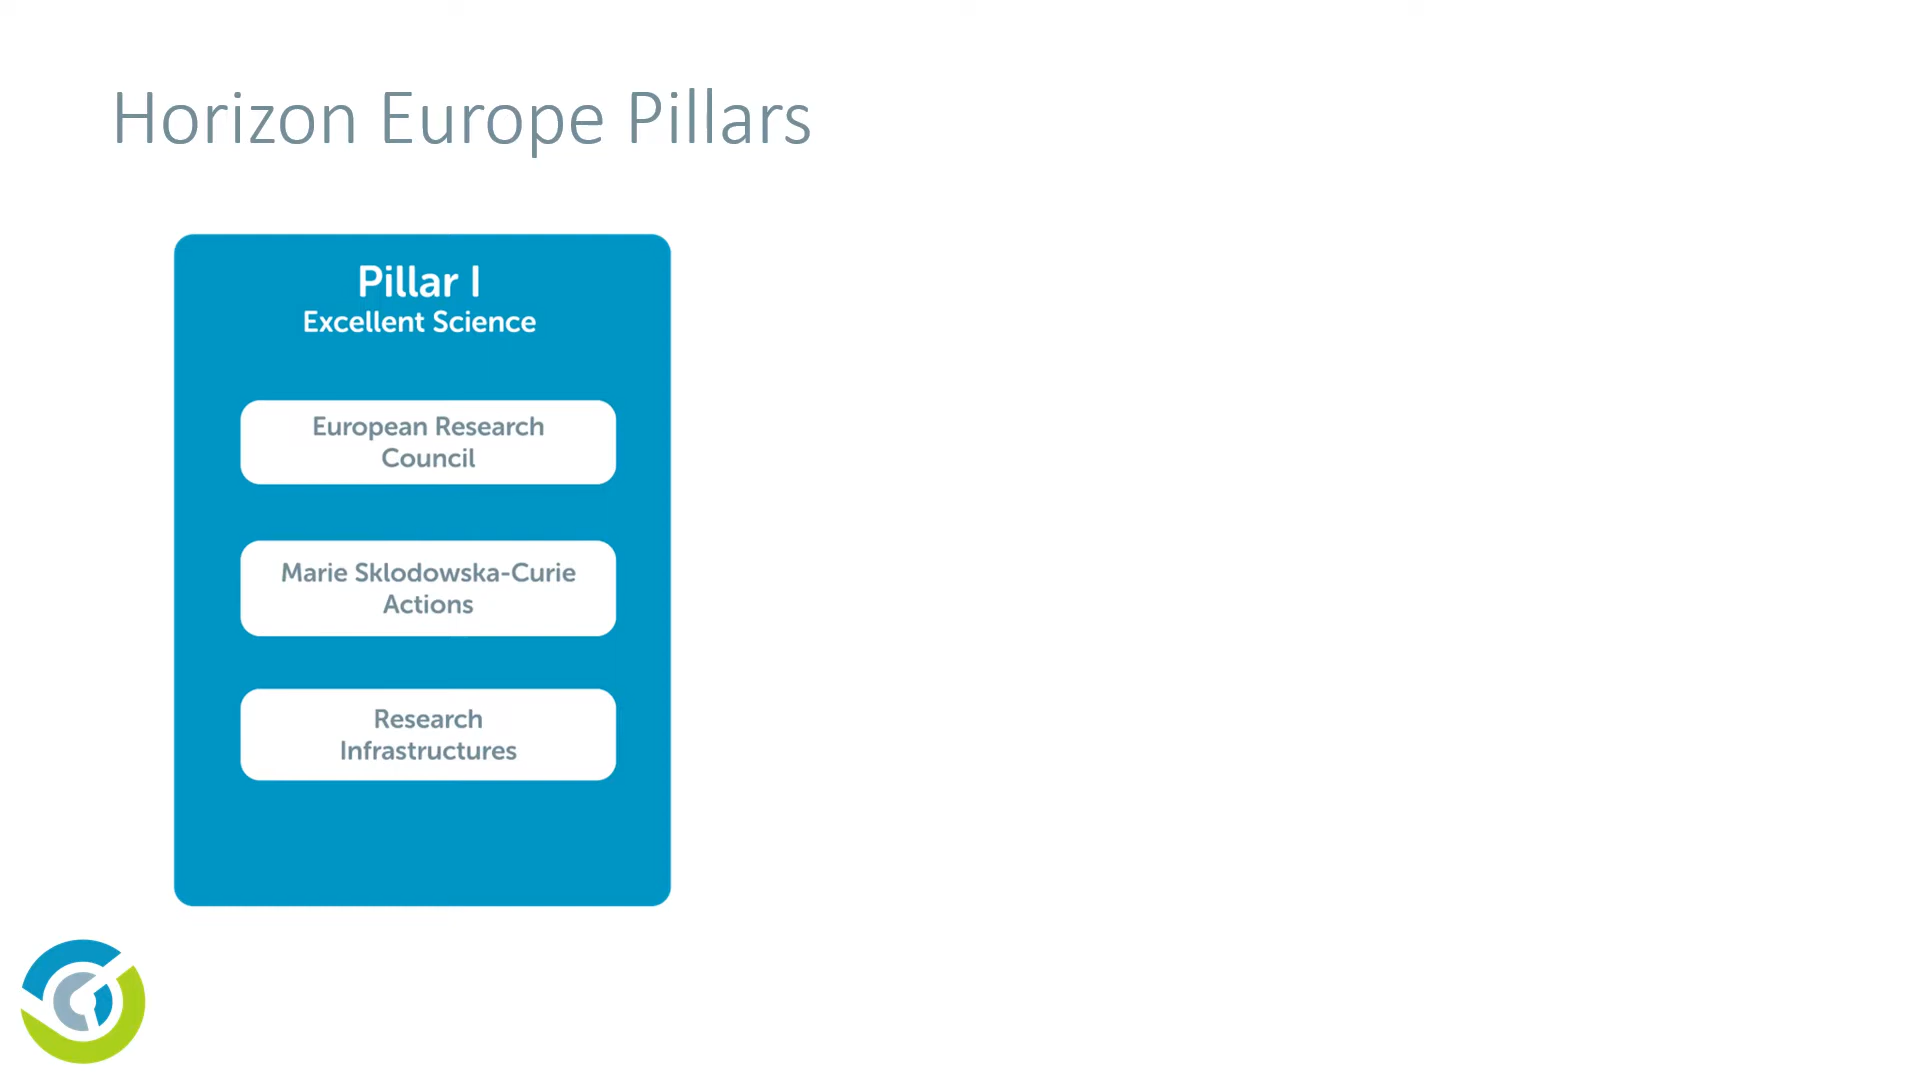 Horizon Europe Pillars
Pillar I
Excellent Science
European Research
Council
Marie Sklodowska-Curie
Actions
Research
Infrastructures